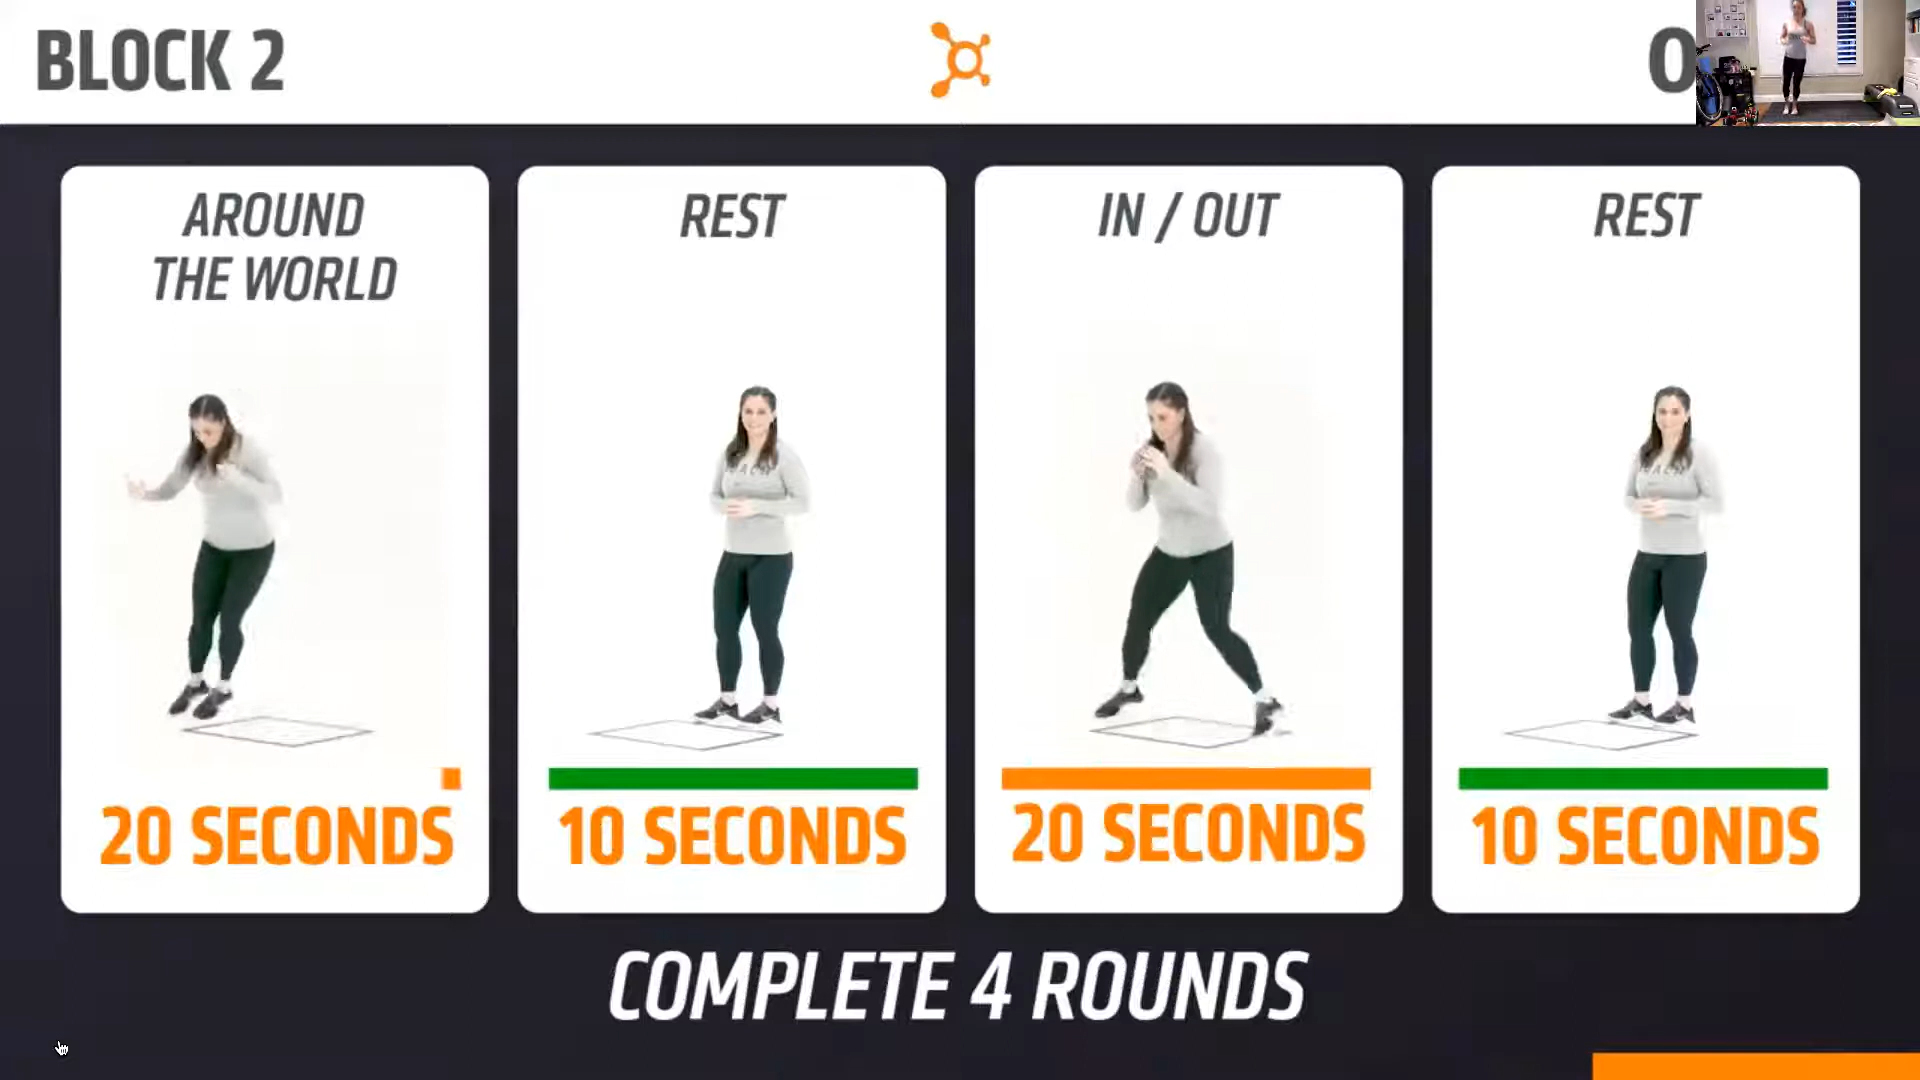 BLOCK 2
AROUND
THE WORLD
REST
IN / OUT
REST
20 SECONDS
10 SECONDS
20 SECONDS
10 SECONDS
COMPLETE 4 ROUNDS